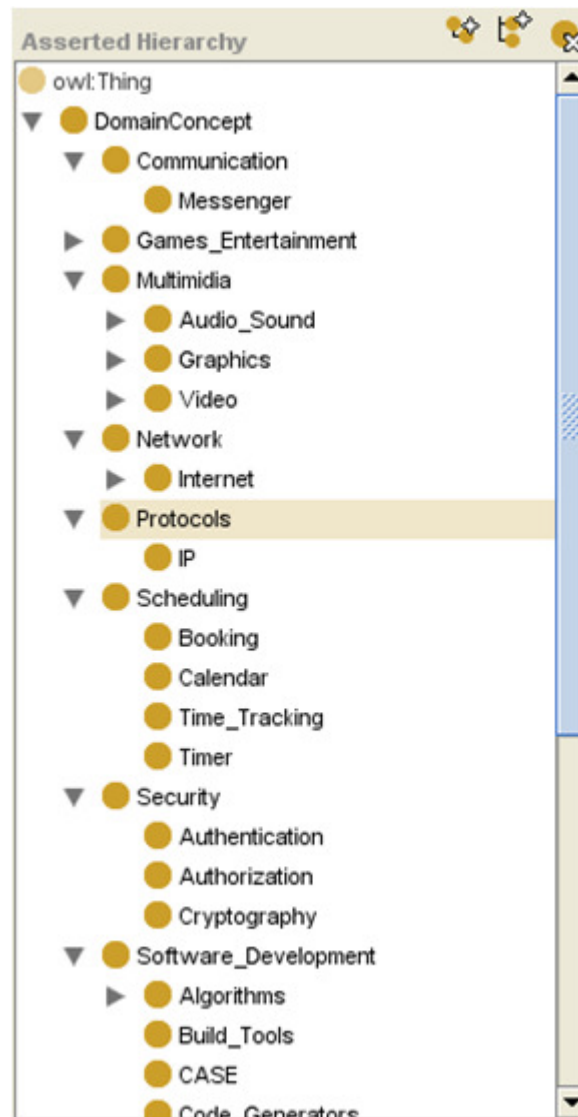 Asserted Hierarchy
owl:Thing
DomainConcept
Communication
Messenger
Games_Entertainment
Multimidia
Audio_Sound
Graphics
Video
Network
Internet
Protocols
IP
Scheduling
Booking
Calendar
Time_Tracking
Timer
Security
Authentication
Authorization
Cryptography
Software_Development
Algorithms
Build_Tools
CASE
Code_Generators